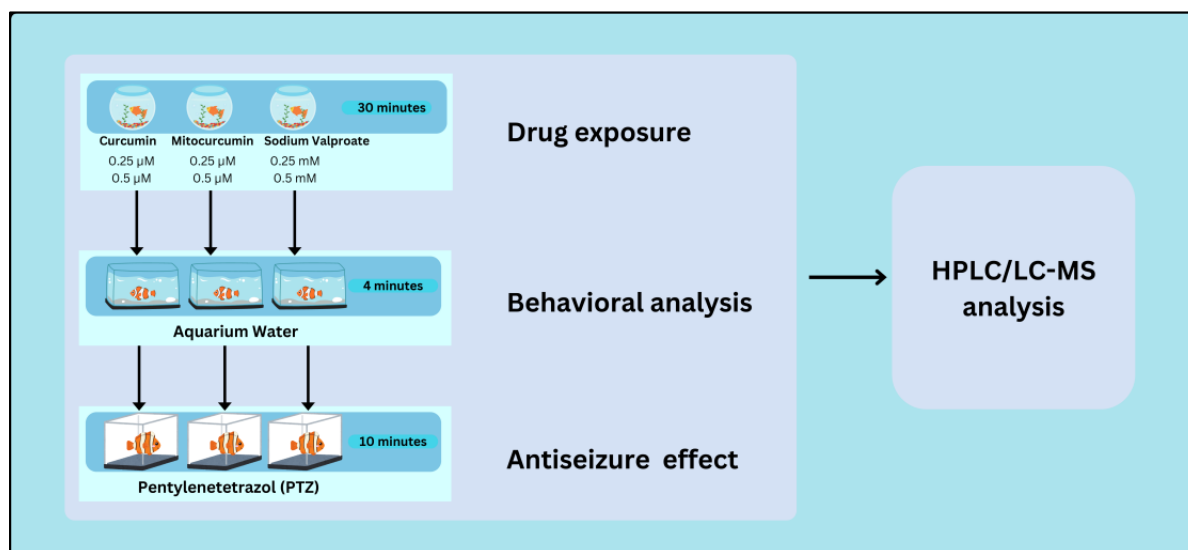 30 minutes
Curcumin Mitocurcumin Sodium Valproate
0.25 µM 0.25 µM 0.25 mM
0.5 µM 0.5 µM 0.5 mM
Drug exposure
4 minutes
Aquarium Water
Behavioral analysis
10 minutes
Pentylenetetrazol (PTZ)
Antiseizure effect
HPLC/LC-MS
analysis